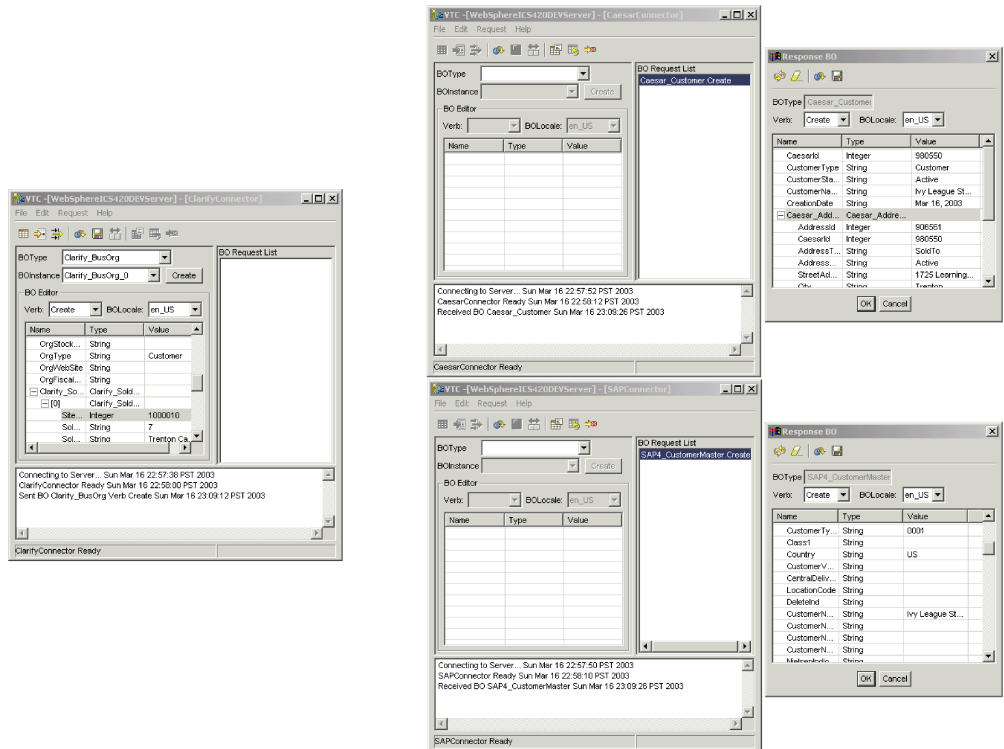 VTC -[WebSphereICS420DEVServer] - [ClarifyConnector]
File Edit Request Help
BOType Clarify_BusOrg
BOInstance Clarify_BusOrg_0 Create
BO Editor
Verb: Create BOLocale: en_US
Name Type Value
OrgStock... String
OrgType String Customer
OrgWebSite String
OrgFiscal... String
Clarify_So... Clarify_Sold...
[0] Clarify_Sold...
Site... Integer 1000010
Sol... String 7
Sol... String Trenton Ca...
BO Request List
Connecting to Server... Sun Mar 16 22:57:38 PST 2003
ClarifyConnector Ready Sun Mar 16 22:58:00 PST 2003
Sent BO Clarify_BusOrg Verb Create Sun Mar 16 23:09:12 PST 2003
ClarifyConnector Ready
VTC -[WebSphereICS420DEVServer] - [CaesarConnector]
File Edit Request Help
BOType
BOInstance Create
BO Editor
Verb: BOLocale: en_US
Name Type Value
BO Request List
Caesar_Customer Create
Connecting to Server... Sun Mar 16 22:57:52 PST 2003
CaesarConnector Ready Sun Mar 16 22:58:12 PST 2003
Received BO Caesar_Customer Sun Mar 16 23:09:26 PST 2003
CaesarConnector Ready
Response BO
BOType Caesar_Customer
Verb: Create BOLocale: en_US
Name Type Value
CaesarId Integer 980550
CustomerType String Customer
CustomerSta... String Active
CustomerNa... String Ivy League St...
CreationDate String Mar 16, 2003
Caesar_Add... Caesar_Addre...
AddressId Integer 906561
CaesarId Integer 980550
AddressT... String SoldTo
Address... String Active
StreetAd... String 1725 Learning...
City String Trenton
OK Cancel
VTC -[WebSphereICS420DEVServer] - [SAPConnector]
File Edit Request Help
BOType
BOInstance Create
BO Editor
Verb: BOLocale: en_US
Name Type Value
BO Request List
SAP4_CustomerMaster Create
Connecting to Server... Sun Mar 16 22:57:50 PST 2003
SAPConnector Ready Sun Mar 16 22:58:10 PST 2003
Received BO SAP4_CustomerMaster Sun Mar 16 23:09:26 PST 2003
SAPConnector Ready
Response BO
BOType SAP4_CustomerMaster
Verb: Create BOLocale: en_US
Name Type Value
CustomerTy... String 0001
Class1 String
Country String US
CustomerV... String
CentralDeliv... String
LocationCode String
DeleteInd String
CustomerN... String Ivy League St...
CustomerN... String
CustomerN... String
CustomerN... String
NielsenIndic... String
OK Cancel